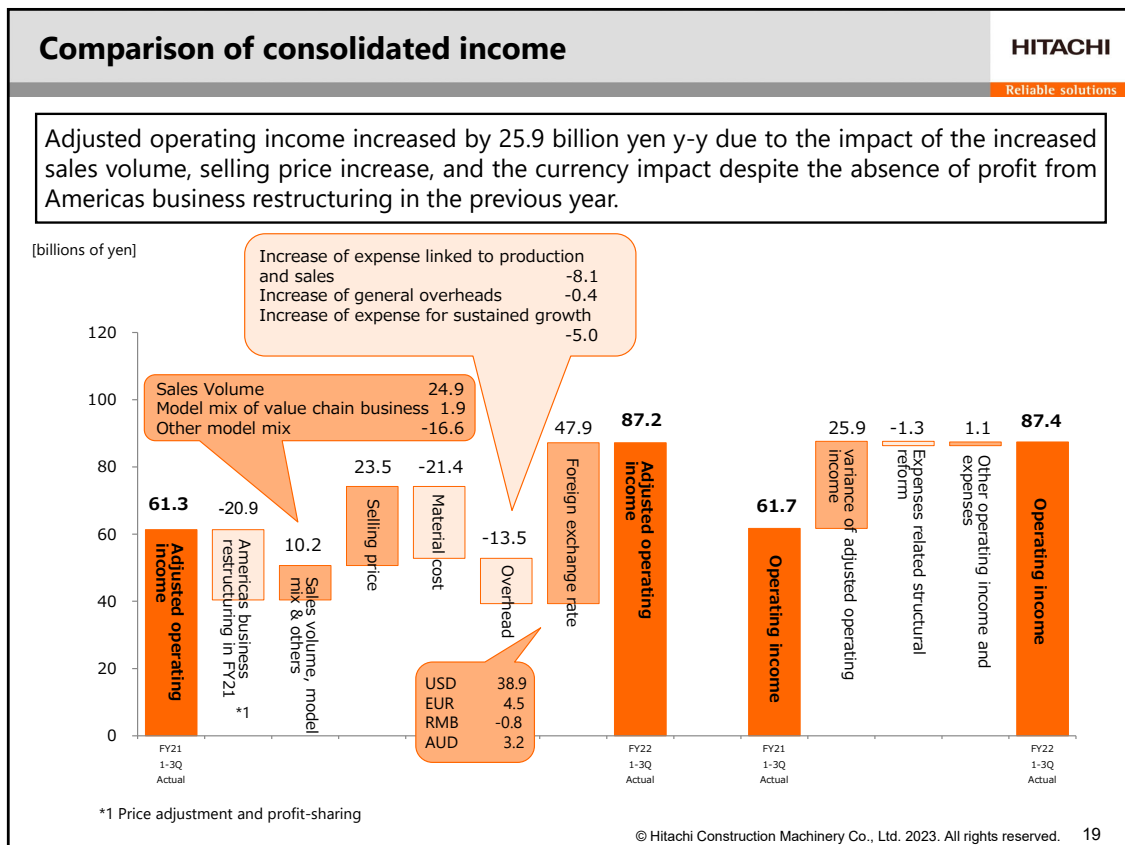 Comparison of consolidated income
HITACHI
Reliable solutions
Adjusted operating income increased by 25.9 billion yen y-y due to the impact of the increased
sales volume, selling price increase, and the currency impact despite the absence of profit from
Americas business restructuring in the previous year.
[billions of yen]
Increase of expense linked to production
and sales -8.1
Increase of general overheads -0.4
Increase of expense for sustained growth
-5.0
Sales Volume 24.9
Model mix of value chain business 1.9
Other model mix -16.6
120
100
80
60
40
20
0
61.3
Adjusted operating
income
-20.9
Americas business
restructuring in FY21 *1
10.2
Sales volume, model
mix & others
23.5
Selling price
-21.4
Material cost
-13.5
Overhead
47.9
Foreign exchange rate
USD 38.9
EUR 4.5
RMB -0.8
AUD 3.2
87.2
Adjusted operating
income
61.7
Operating income
25.9
variance of adjusted operating
income
-1.3
Expenses related structural
reform
1.1
Other operating income and
expenses
87.4
Operating income
FY21
1-3Q
Actual
FY22
1-3Q
Actual
FY21
1-3Q
Actual
FY22
1-3Q
Actual
*1 Price adjustment and profit-sharing
© Hitachi Construction Machinery Co., Ltd. 2023. All rights reserved. 19